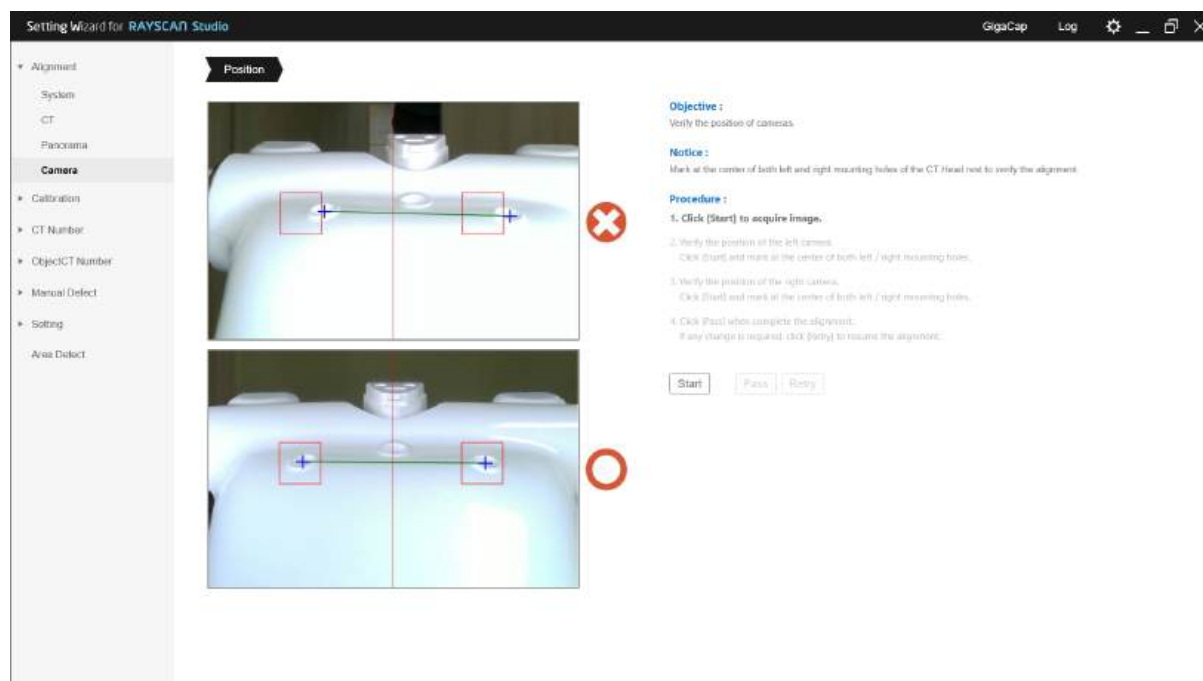 Setting Wizard for RAYSCAN Studio
GigaCap
Log
Alignment
System
CT
Panorama
Camera
Calibration
CT Number
ObjectCT Number
Manual Defect
Setting
Area Defect
Position
Objective :
Verify the position of cameras.
Notice :
Mark at the center of both left and right mounting holes of the CT Head rest to verify the alignment.
Procedure :
1. Click [Start] to acquire image.
2. Verify the position of the left camera.
Click [Start] and mark at the center of both left / right mounting holes.
3. Verify the position of the right camera.
Click [Start] and mark at the center of both left / right mounting holes.
4. Click [Pass] when complete the alignment.
If any change is required, click [Retry] to resume the alignment.
Start
Pass
Retry